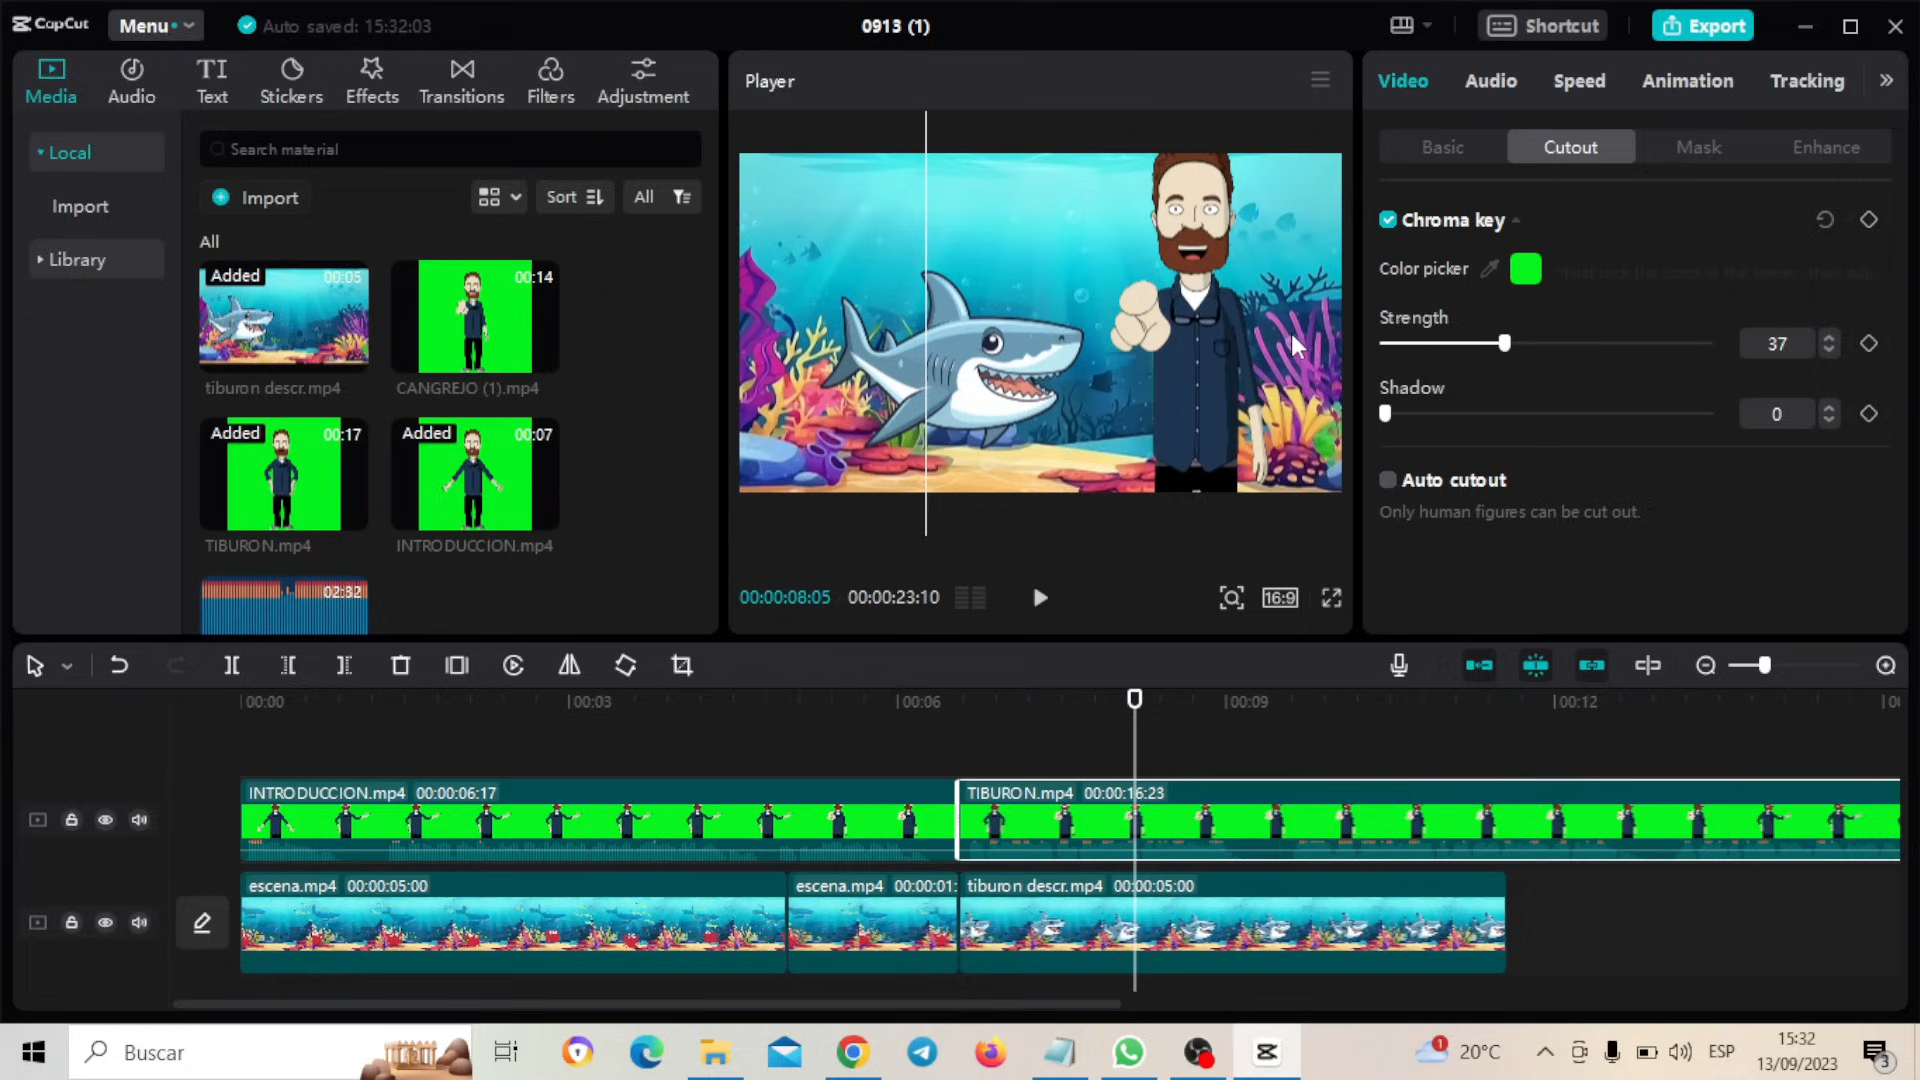 CapCut
Menu
Auto saved: 15:32:03
0913 (1)
Shortcut
Export
Media
Audio
Text
Stickers
Effects
Transitions
Filters
Adjustment
Local
Import
Library
Search material
Import
Sort
All
All
Added 00:05
tiburon descr.mp4
00:14
CANGREJO (1).mp4
Added 00:17
TIBURON.mp4
Added 00:07
INTRODUCCION.mp4
02:32
Player
00:00:08:05 00:00:23:10
16:9
Video
Audio
Speed
Animation
Tracking
Basic
Cutout
Mask
Enhance
Chroma key
Color picker
Strength
37
Shadow
0
Auto cutout
Only human figures can be cut out.
00:00
00:03
00:06
00:09
00:12
INTRODUCCION.mp4 00:00:06:17
TIBURON.mp4 00:00:16:23
escena.mp4 00:00:05:00
escena.mp4 00:00:01:
tiburon descr.mp4 00:00:05:00
Buscar
1
20°C
ESP
15:32
13/09/2023
3